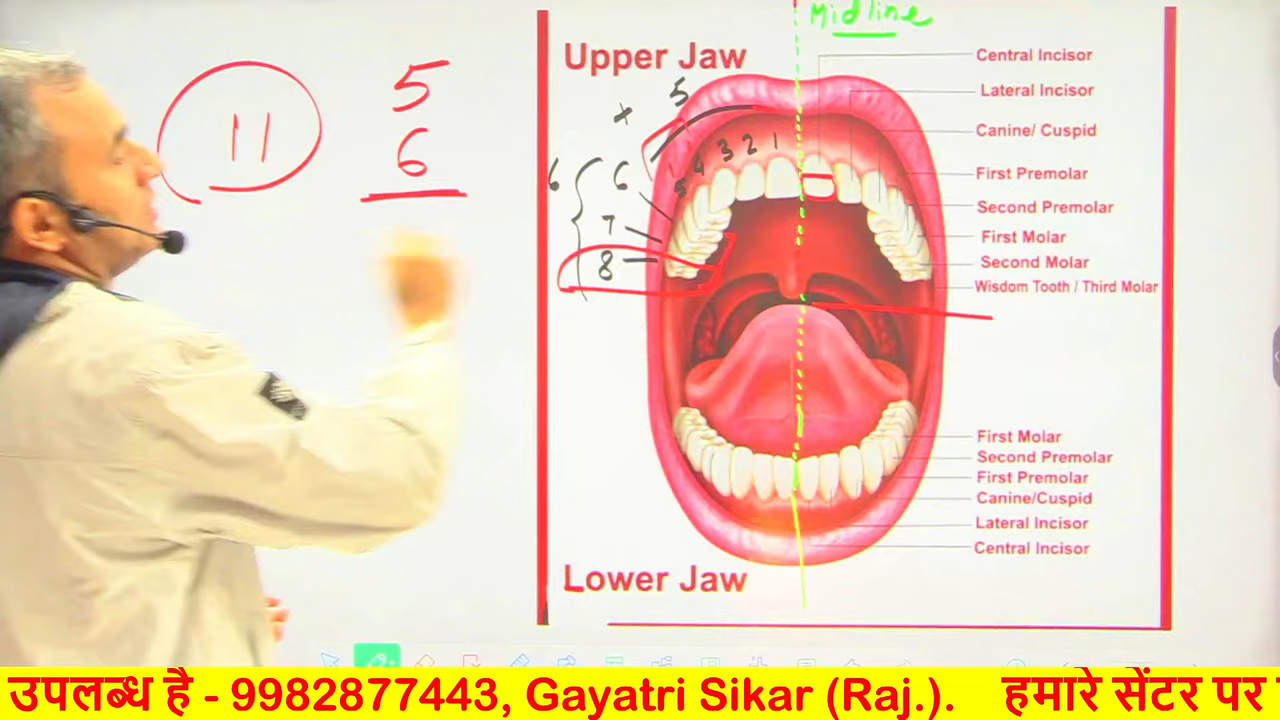 Midline
11
5
6
Upper Jaw
Central Incisor
Lateral Incisor
Canine/ Cuspid
First Premolar
Second Premolar
First Molar
Second Molar
Wisdom Tooth / Third Molar
5
x
6 6 5 4 3 2 1
7
8
First Molar
Second Premolar
First Premolar
Canine/Cuspid
Lateral Incisor
Central Incisor
Lower Jaw
उपलब्ध है - 9982877443, Gayatri Sikar (Raj.). हमारे सेंटर पर